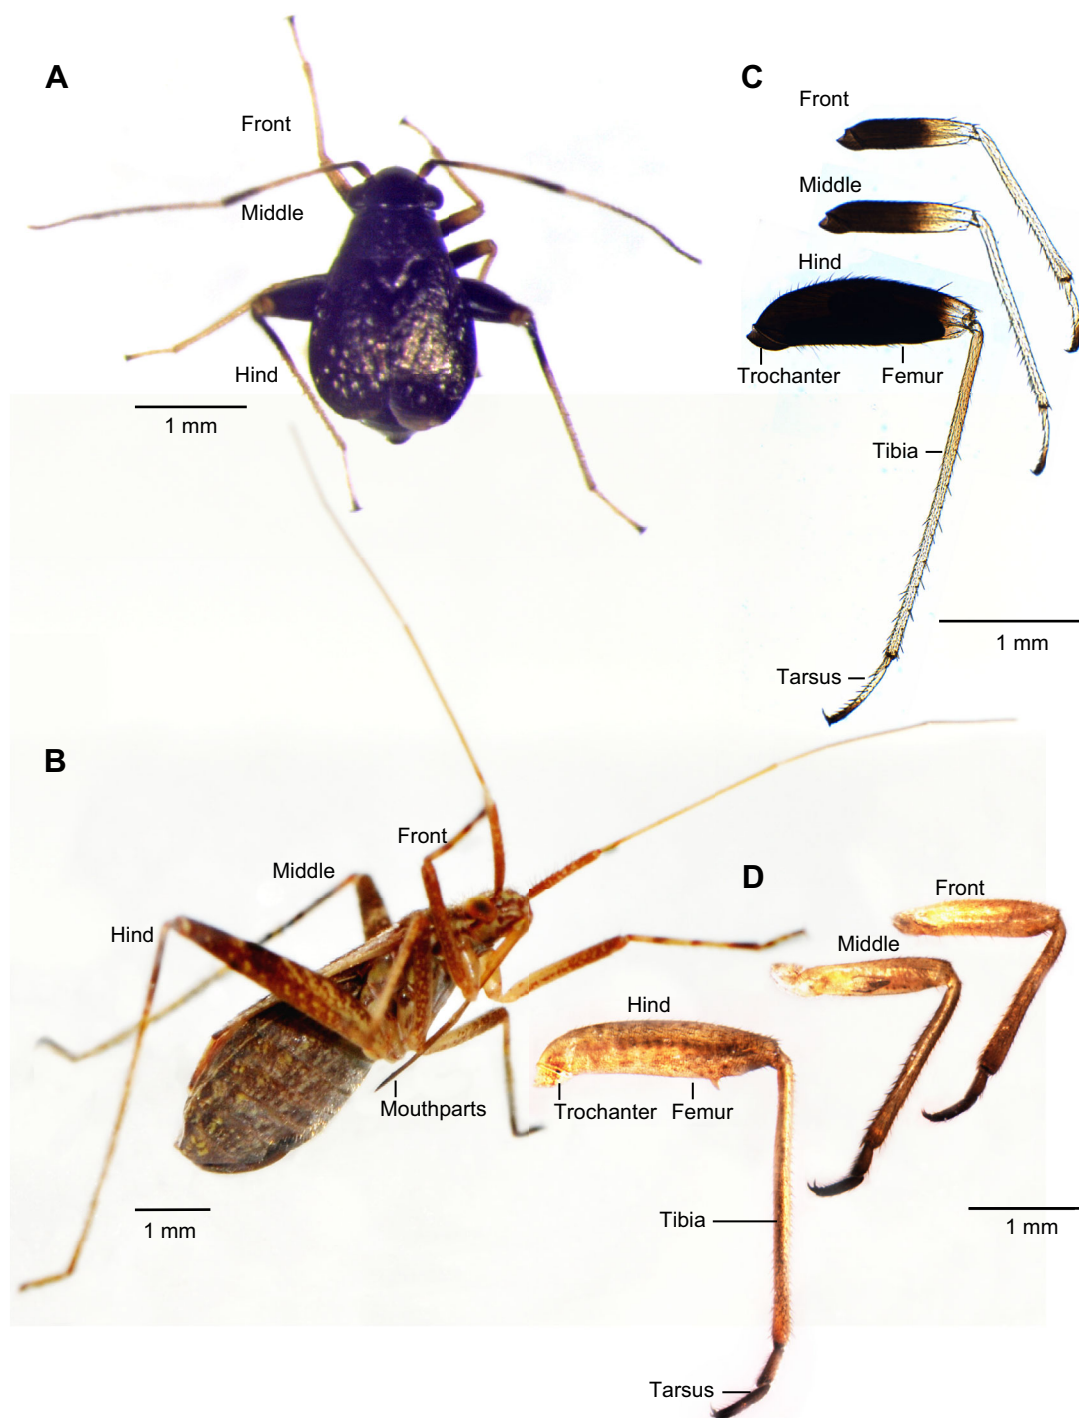 A
Front
Middle
Hind
1 mm
C
Front
Middle
Hind
Trochanter
Femur
Tibia
Tarsus
1 mm
B
Front
Middle
Hind
Mouthparts
1 mm
D
Front
Middle
Hind
Trochanter
Femur
Tibia
Tarsus
1 mm